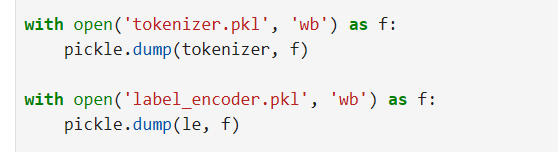 with open('tokenizer.pkl', 'wb') as f:
    pickle.dump(tokenizer, f)
with open('label_encoder.pkl', 'wb') as f:
    pickle.dump(le, f)